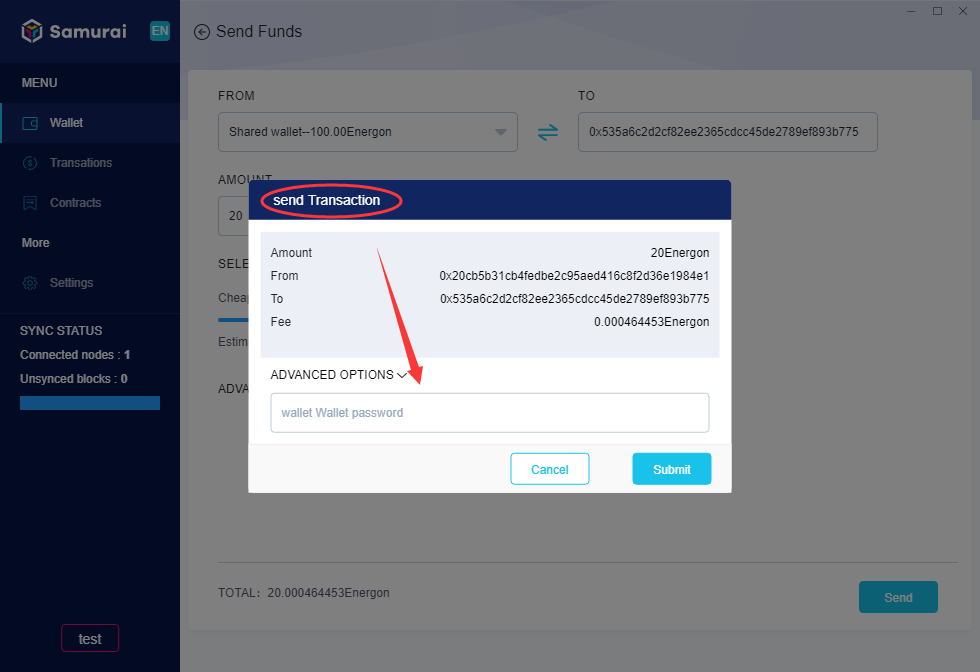 Samurai
EN
Send Funds
MENU
Wallet
Transations
Contracts
More
Settings
SYNC STATUS
Connected nodes : 1
Unsynced blocks : 0
test
FROM
TO
Shared wallet--100.00Energon
0x535a6c2d2cf82ee2365cdcc45de2789ef893b775
AMOUNT
20
SELE
Cheap
Estim
ADVA
send Transaction
Amount 20Energon
From 0x20cb5b31cb4fedbe2c95aed416c8f2d36e1984e1
To 0x535a6c2d2cf82ee2365cdcc45de2789ef893b775
Fee 0.000464453Energon
ADVANCED OPTIONS
wallet Wallet password
Cancel
Submit
TOTAL: 20.000464453Energon
Send